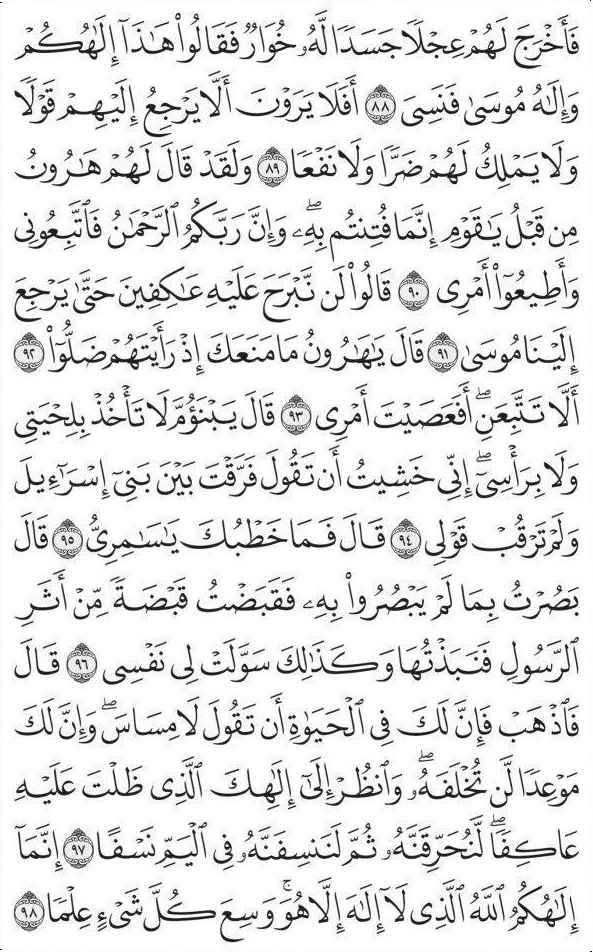 فَأَخْرَجَ لَهُمْ عِجْلًا جَسَدًا لَّهُۥ خُوَارٌ فَقَالُوا۟ هَـٰذَآ إِلَـٰهُكُمْ
وَإِلَـٰهُ مُوسَىٰ فَنَسِىَ ٨٨ أَفَلَا يَرَوْنَ أَلَّا يَرْجِعُ إِلَيْهِمْ قَوْلًا
وَلَا يَمْلِكُ لَهُمْ ضَرًّا وَلَا نَفْعًا ٨٩ وَلَقَدْ قَالَ لَهُمْ هَـٰرُونُ
مِن قَبْلُ يَـٰقَوْمِ إِنَّمَا فُتِنتُم بِهِۦ ۖ وَإِنَّ رَبَّكُمُ ٱلرَّحْمَـٰنُ فَٱتَّبِعُونِى
وَأَطِيعُوٓا۟ أَمْرِى ٩٠ قَالُوا۟ لَن نَّبْرَحَ عَلَيْهِ عَـٰكِفِينَ حَتَّىٰ يَرْجِعَ
إِلَيْنَا مُوسَىٰ ٩١ قَالَ يَـٰهَـٰرُونُ مَا مَنَعَكَ إِذْ رَأَيْتَهُمْ ضَلُّوٓا۟ ٩٢
أَلَّا تَتَّبِعَنِ ۖ أَفَعَصَيْتَ أَمْرِى ٩٣ قَالَ يَبْنَؤُمَّ لَا تَأْخُذْ بِلِحْيَتِى
وَلَا بِرَأْسِىٓ ۖ إِنِّى خَشِيتُ أَن تَقُولَ فَرَّقْتَ بَيْنَ بَنِىٓ إِسْرَٰٓءِيلَ
وَلَمْ تَرْقُبْ قَوْلِى ٩٤ قَالَ فَمَا خَطْبُكَ يَـٰسَـٰمِرِىُّ ٩٥ قَالَ
بَصُرْتُ بِمَا لَمْ يَبْصُرُوا۟ بِهِۦ فَقَبَضْتُ قَبْضَةً مِّنْ أَثَرِ
ٱلرَّسُولِ فَنَبَذْتُهَا وَكَذَٰلِكَ سَوَّلَتْ لِى نَفْسِى ٩٦ قَالَ
فَٱذْهَبْ فَإِنَّ لَكَ فِى ٱلْحَيَوٰةِ أَن تَقُولَ لَا مِسَاسَ ۖ وَإِنَّ لَكَ
مَوْعِدًا لَّن تُخْلَفَهُۥ ۖ وَٱنظُرْ إِلَىٰٓ إِلَـٰهِكَ ٱلَّذِى ظَلْتَ عَلَيْهِ
عَاكِفًا ۖ لَّنُحَرِّقَنَّهُۥ ثُمَّ لَنَنسِفَنَّهُۥ فِى ٱلْيَمِّ نَسْفًا ٩٧ إِنَّمَآ
إِلَـٰهُكُمُ ٱللَّهُ ٱلَّذِى لَآ إِلَـٰهَ إِلَّا هُوَ ۚ وَسِعَ كُلَّ شَىْءٍ عِلْمًا ٩٨